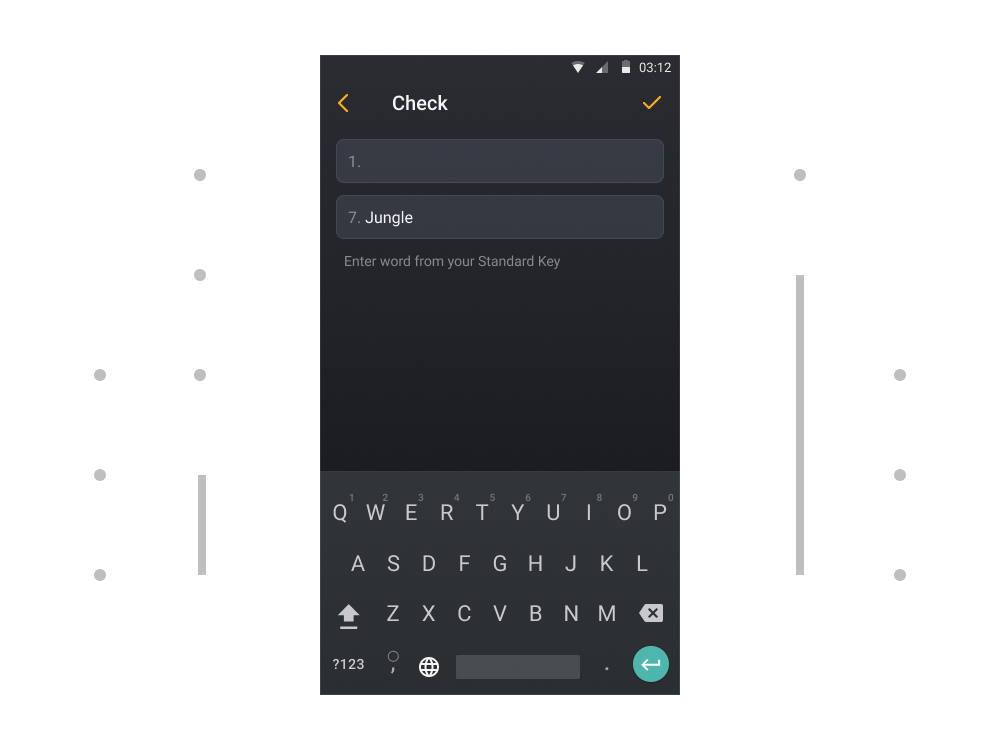 03:12
Check
1.
7. Jungle
Enter word from your Standard Key
1 2 3 4 5 6 7 8 9 0
Q W E R T Y U I O P
A S D F G H J K L
Z X C V B N M
?123 , .